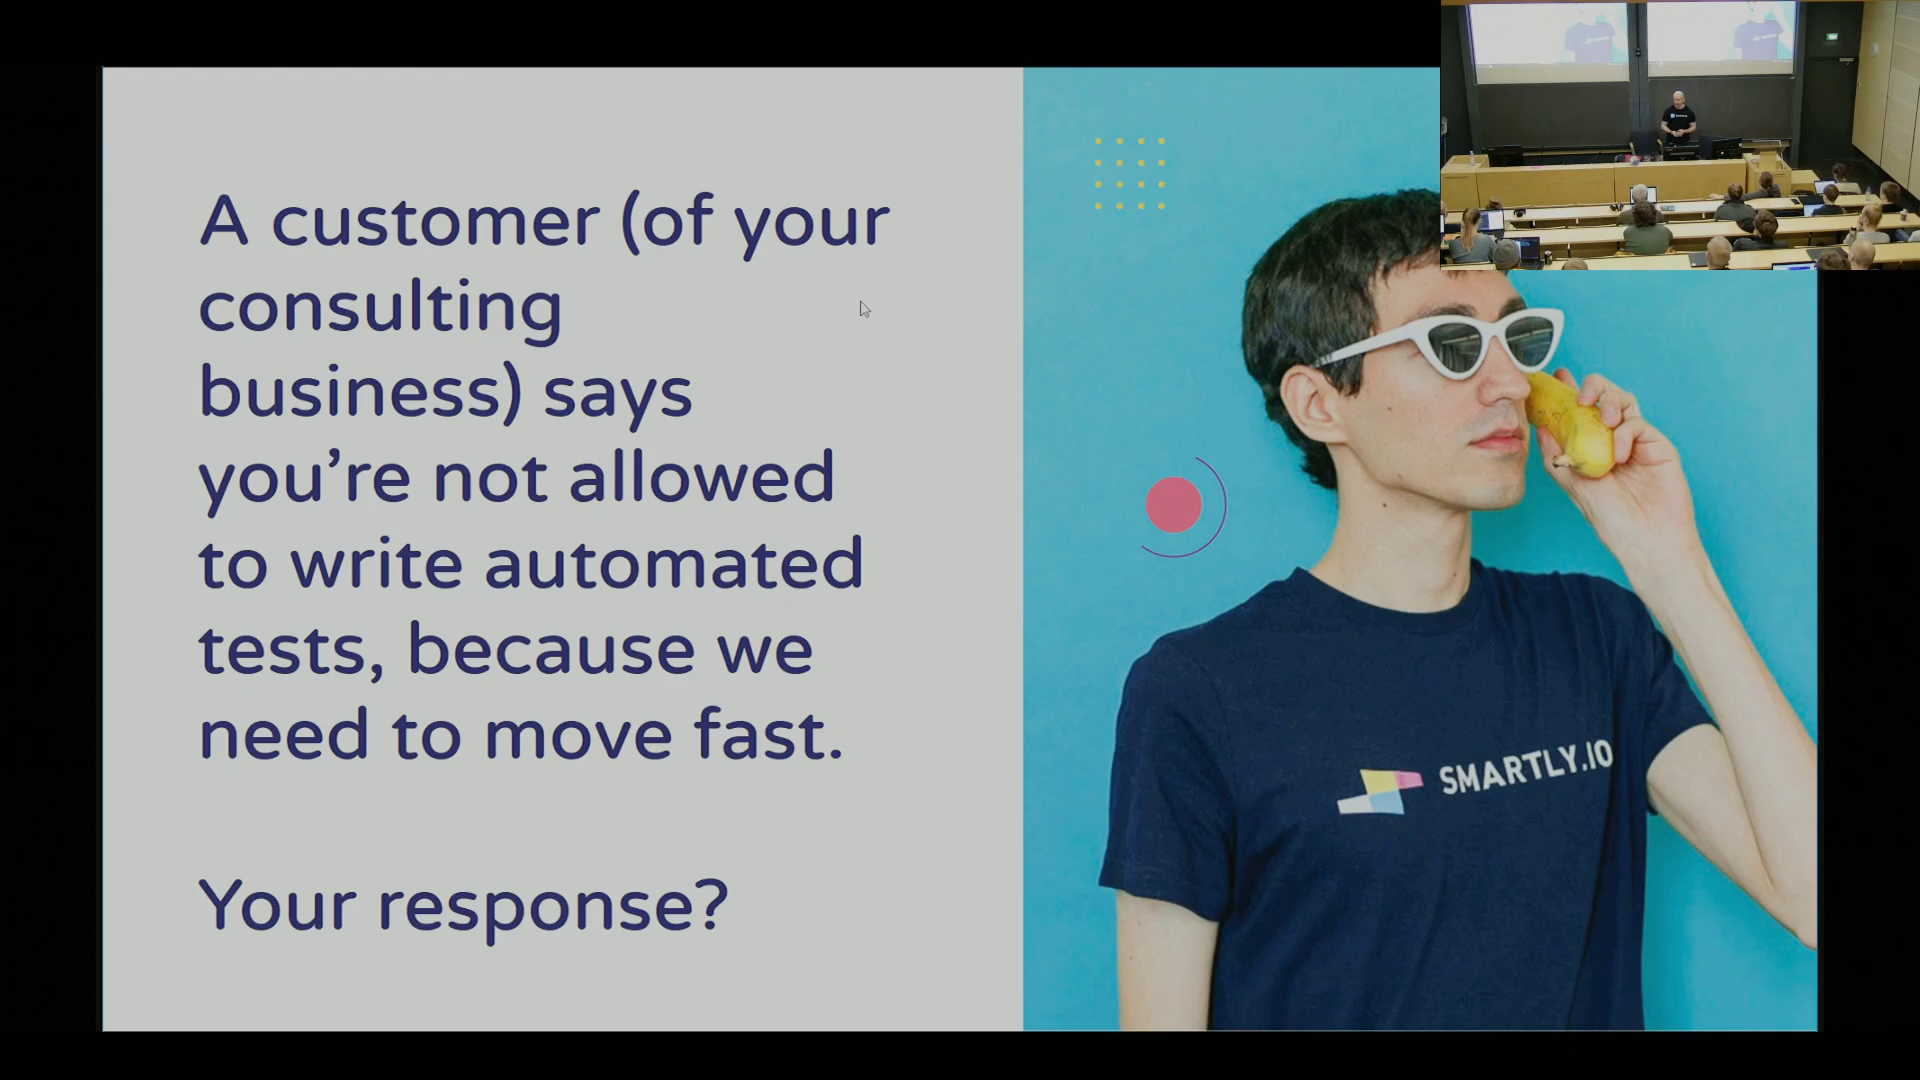 A customer (of your
consulting
business) says
you’re not allowed
to write automated
tests, because we
need to move fast.
Your response?
SMARTLY.IO